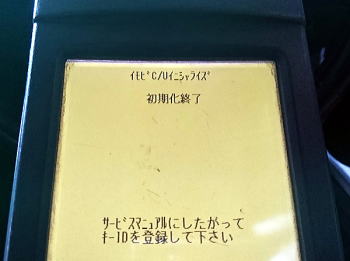 ｲﾓﾋﾞC/Uｲﾆｼｬﾗｲｽﾞ
初期化終了
ｻｰﾋﾞｽﾏﾆｭｱﾙにしたがって
ｷｰIDを登録して下さい